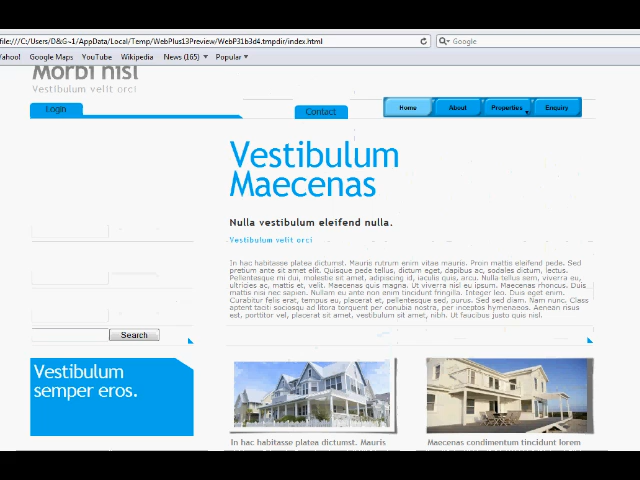 file:///C:/Users/D&G~1/AppData/Local/Temp/WebPlus13Preview/WebP31b3d4.tmpdir/index.html
Google
Yahoo! Google Maps YouTube Wikipedia News (165) Popular
Morbi nisl
Vestibulum velit orci
Login
Contact
Home About Properties Enquiry
Vestibulum
Maecenas
Nulla vestibulum eleifend nulla.
Vestibulum velit orci
In hac habitasse platea dictumst. Mauris rutrum enim vitae mauris. Proin mattis eleifend pede. Sed
pretium ante sit amet elit. Quisque pede tellus, dictum eget, dapibus ac, sodales dictum, lectus.
Pellentesque mi dui, molestie sit amet, adipiscing id, iaculis quis, arcu. Nulla tellus sem, viverra eu,
ultricies ac, mattis et, velit. Maecenas quis magna. Ut viverra nisl eu ipsum. Maecenas rhoncus. Duis
mattis nisi nec sapien. Nullam eu ante non enim tincidunt fringilla. Integer leo. Duis eget enim.
Curabitur felis erat, tempus eu, placerat et, pellentesque sed, purus. Sed sed diam. Nam nunc. Class
aptent taciti sociosqu ad litora torquent per conubia nostra, per inceptos hymenaeos. Aenean risus
est, porttitor vel, placerat sit amet, vestibulum sit amet, nibh. Ut faucibus justo quis nisl.
Search
Vestibulum
semper eros.
In hac habitasse platea dictumst. Mauris
Maecenas condimentum tincidunt lorem